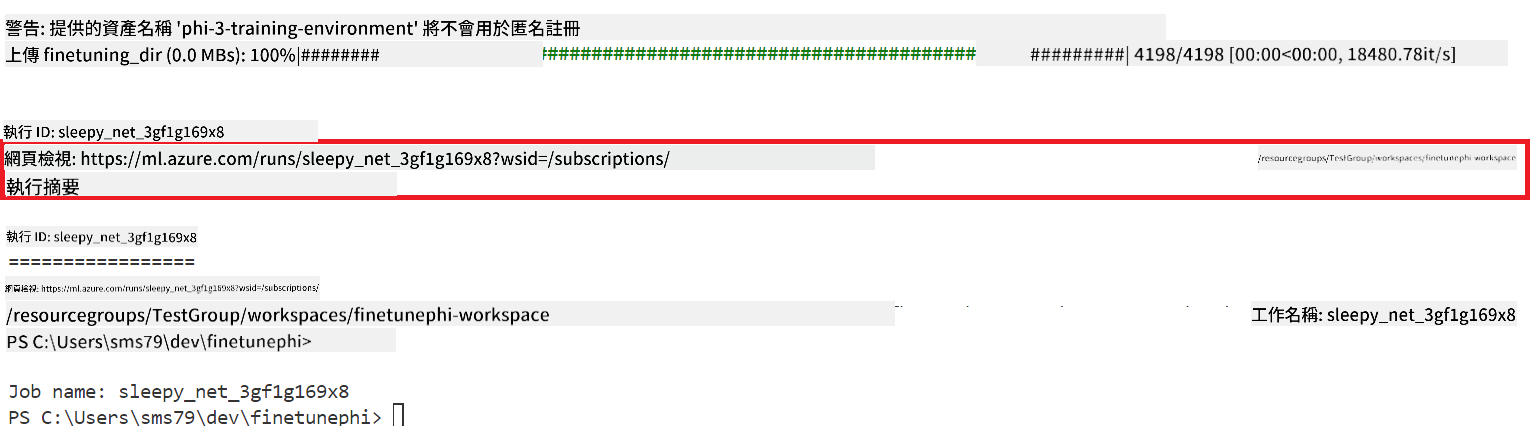 警告: 提供的資產名稱 'phi-3-training-environment' 將不會用於匿名註冊
上傳 finetuning_dir (0.0 MBs): 100%|######## ############################################ #########| 4198/4198 [00:00<00:00, 18480.78it/s]
執行 ID: sleepy_net_3gf1g169x8
網頁檢視: https://ml.azure.com/runs/sleepy_net_3gf1g169x8?wsid=/subscriptions/ /resourcegroups/TestGroup/workspaces/finetunephi-workspace
執行摘要
執行 ID: sleepy_net_3gf1g169x8
=================
網頁檢視: https://ml.azure.com/runs/sleepy_net_3gf1g169x8?wsid=/subscriptions/
/resourcegroups/TestGroup/workspaces/finetunephi-workspace 工作名稱: sleepy_net_3gf1g169x8
PS C:\Users\sms79\dev\finetunephi>
Job name: sleepy_net_3gf1g169x8
PS C:\Users\sms79\dev\finetunephi>